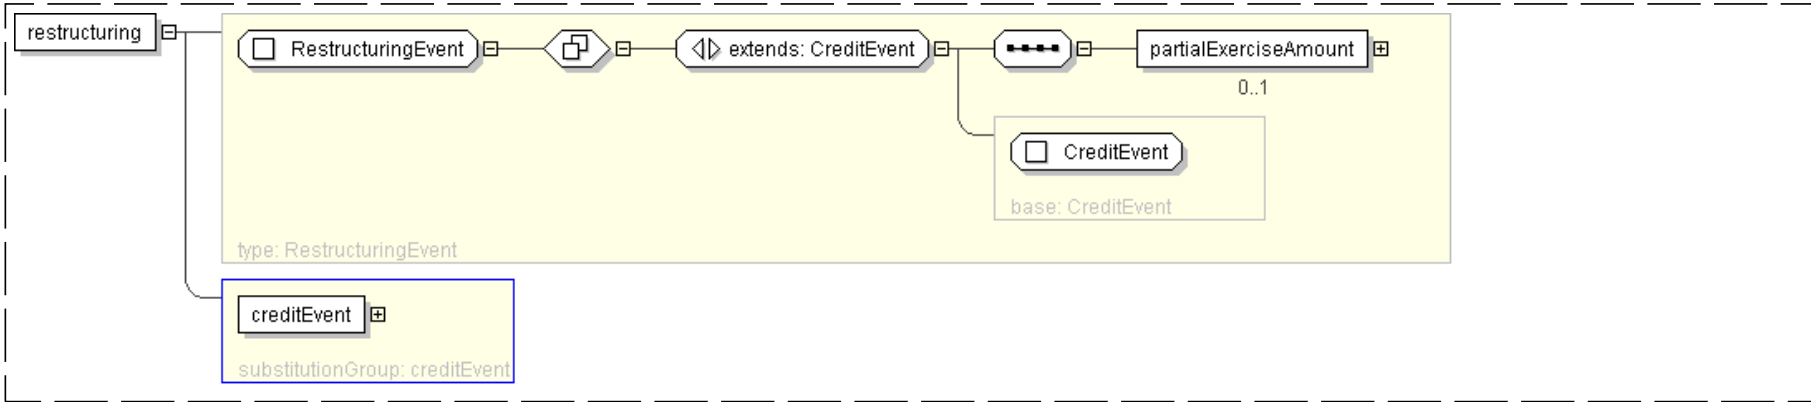 restructuring
RestructuringEvent
extends: CreditEvent
partialExerciseAmount
0..1
CreditEvent
base: CreditEvent
type: RestructuringEvent
creditEvent
substitutionGroup: creditEvent